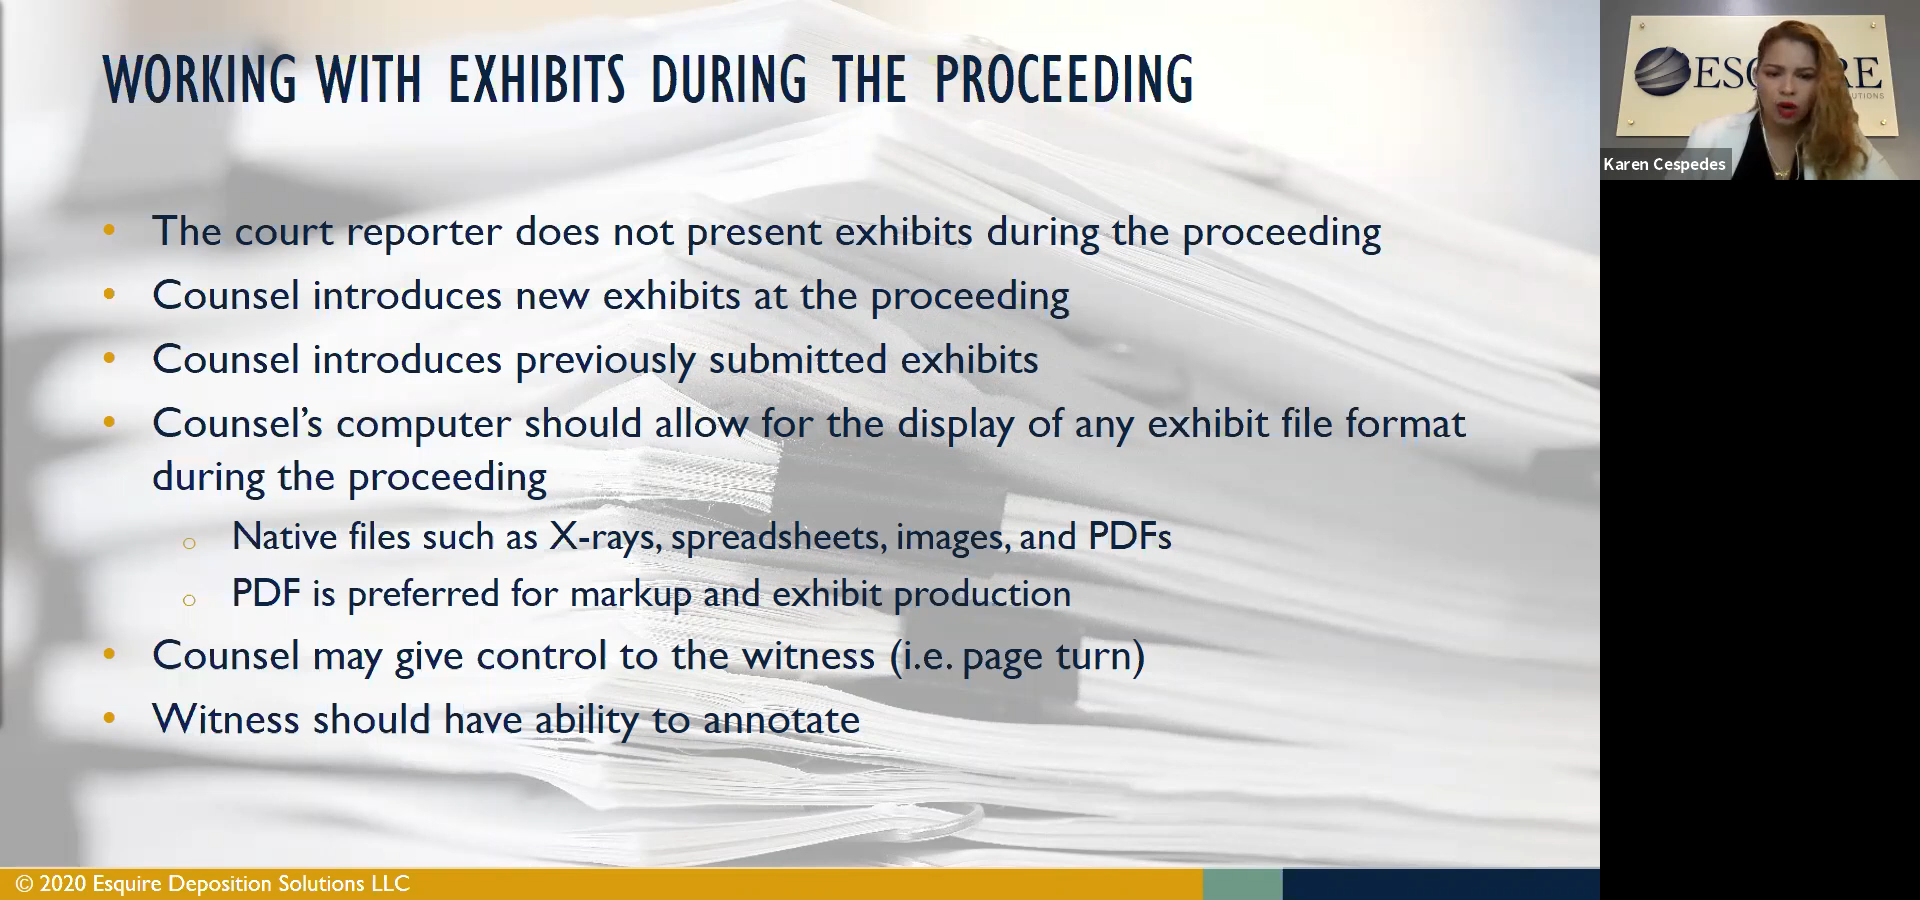 WORKING WITH EXHIBITS DURING THE PROCEEDING
• The court reporter does not present exhibits during the proceeding
• Counsel introduces new exhibits at the proceeding
• Counsel introduces previously submitted exhibits
• Counsel’s computer should allow for the display of any exhibit file format
during the proceeding
o Native files such as X-rays, spreadsheets, images, and PDFs
o PDF is preferred for markup and exhibit production
• Counsel may give control to the witness (i.e. page turn)
• Witness should have ability to annotate
© 2020 Esquire Deposition Solutions LLC
Karen Cespedes